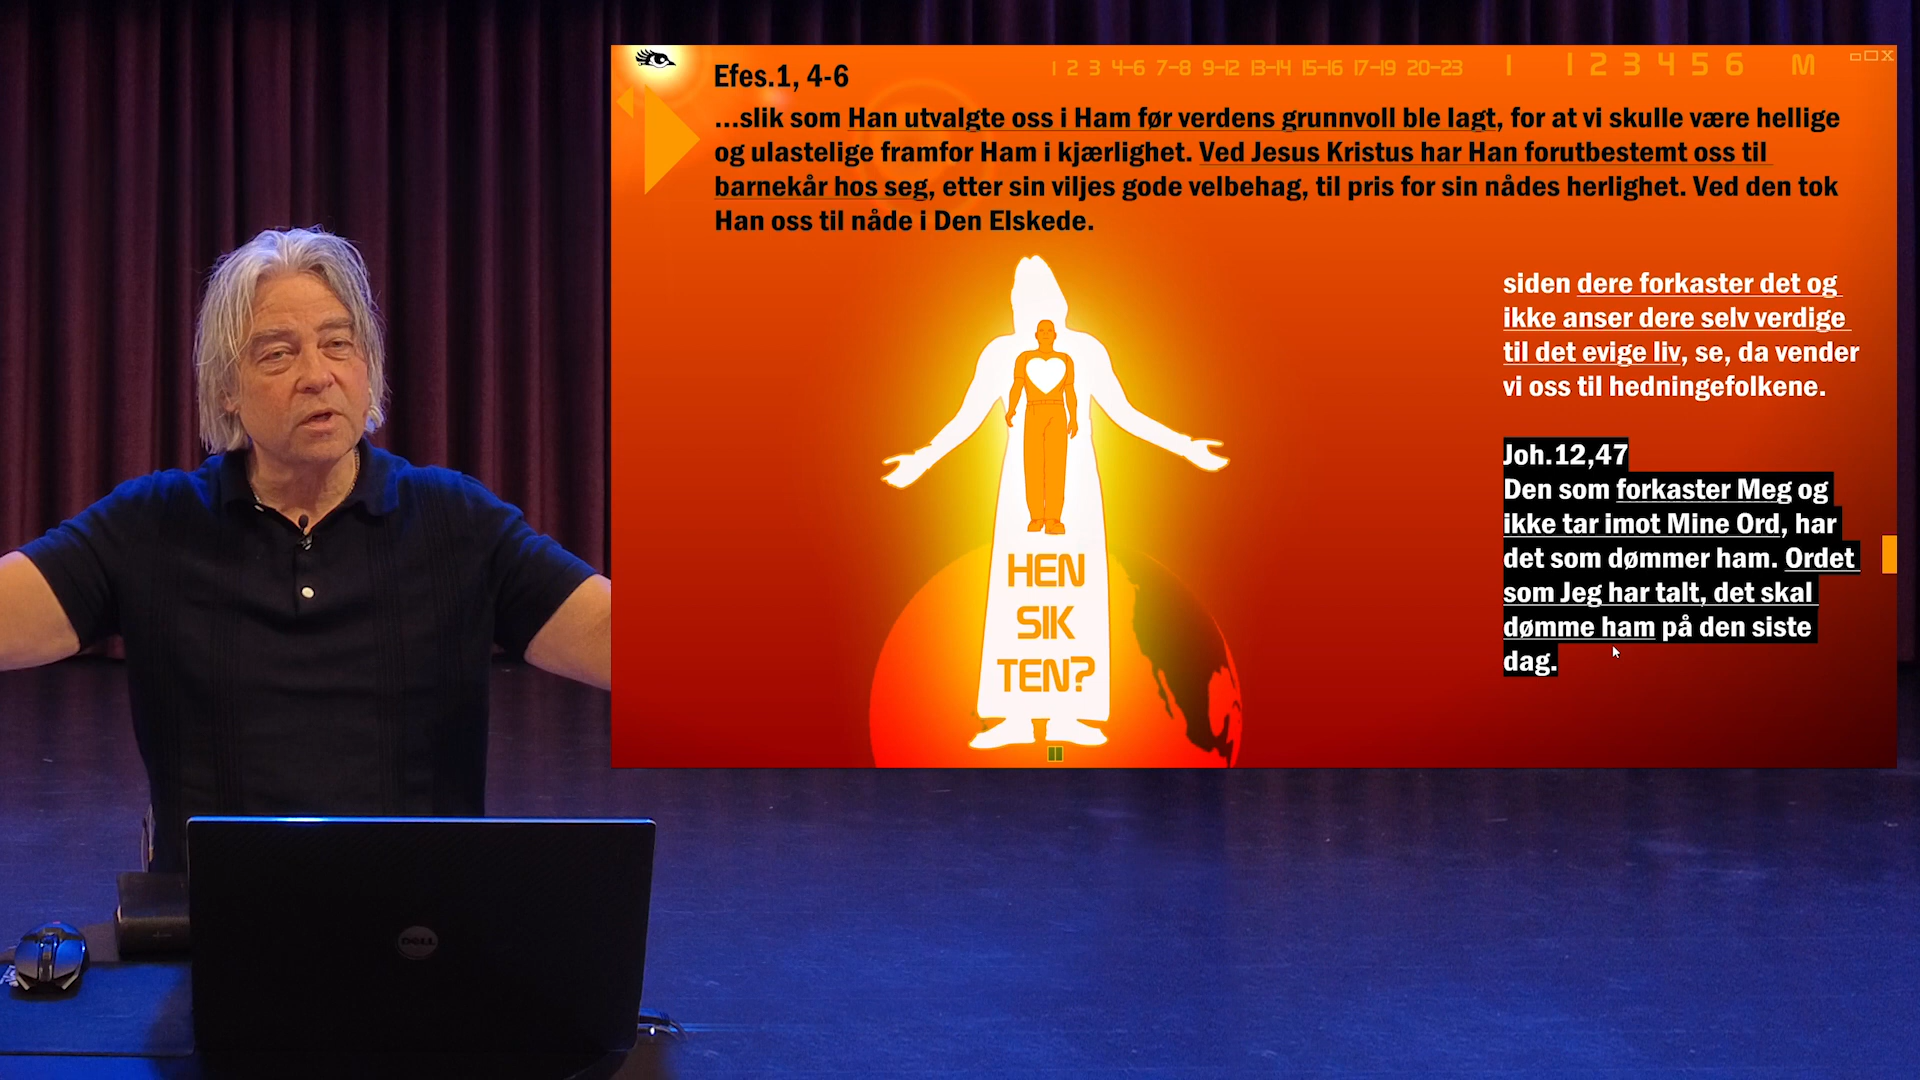 Efes.1, 4-6
1 2 3 4-6 7-8 9-12 13-14 15-16 17-19 20-23 1 1 2 3 4 5 6 M X
...slik som Han utvalgte oss i Ham før verdens grunnvoll ble lagt, for at vi skulle være hellige
og ulastelige framfor Ham i kjærlighet. Ved Jesus Kristus har Han forutbestemt oss til
barnekår hos seg, etter sin viljes gode velbehag, til pris for sin nådes herlighet. Ved den tok
Han oss til nåde i Den Elskede.
siden dere forkaster det og
ikke anser dere selv verdige
til det evige liv, se, da vender
vi oss til hedningefolkene.
Joh.12,47
Den som forkaster Meg og
ikke tar imot Mine Ord, har
det som dømmer ham. Ordet
som Jeg har talt, det skal
dømme ham på den siste
dag.
HEN
SIK
TEN?
DELL